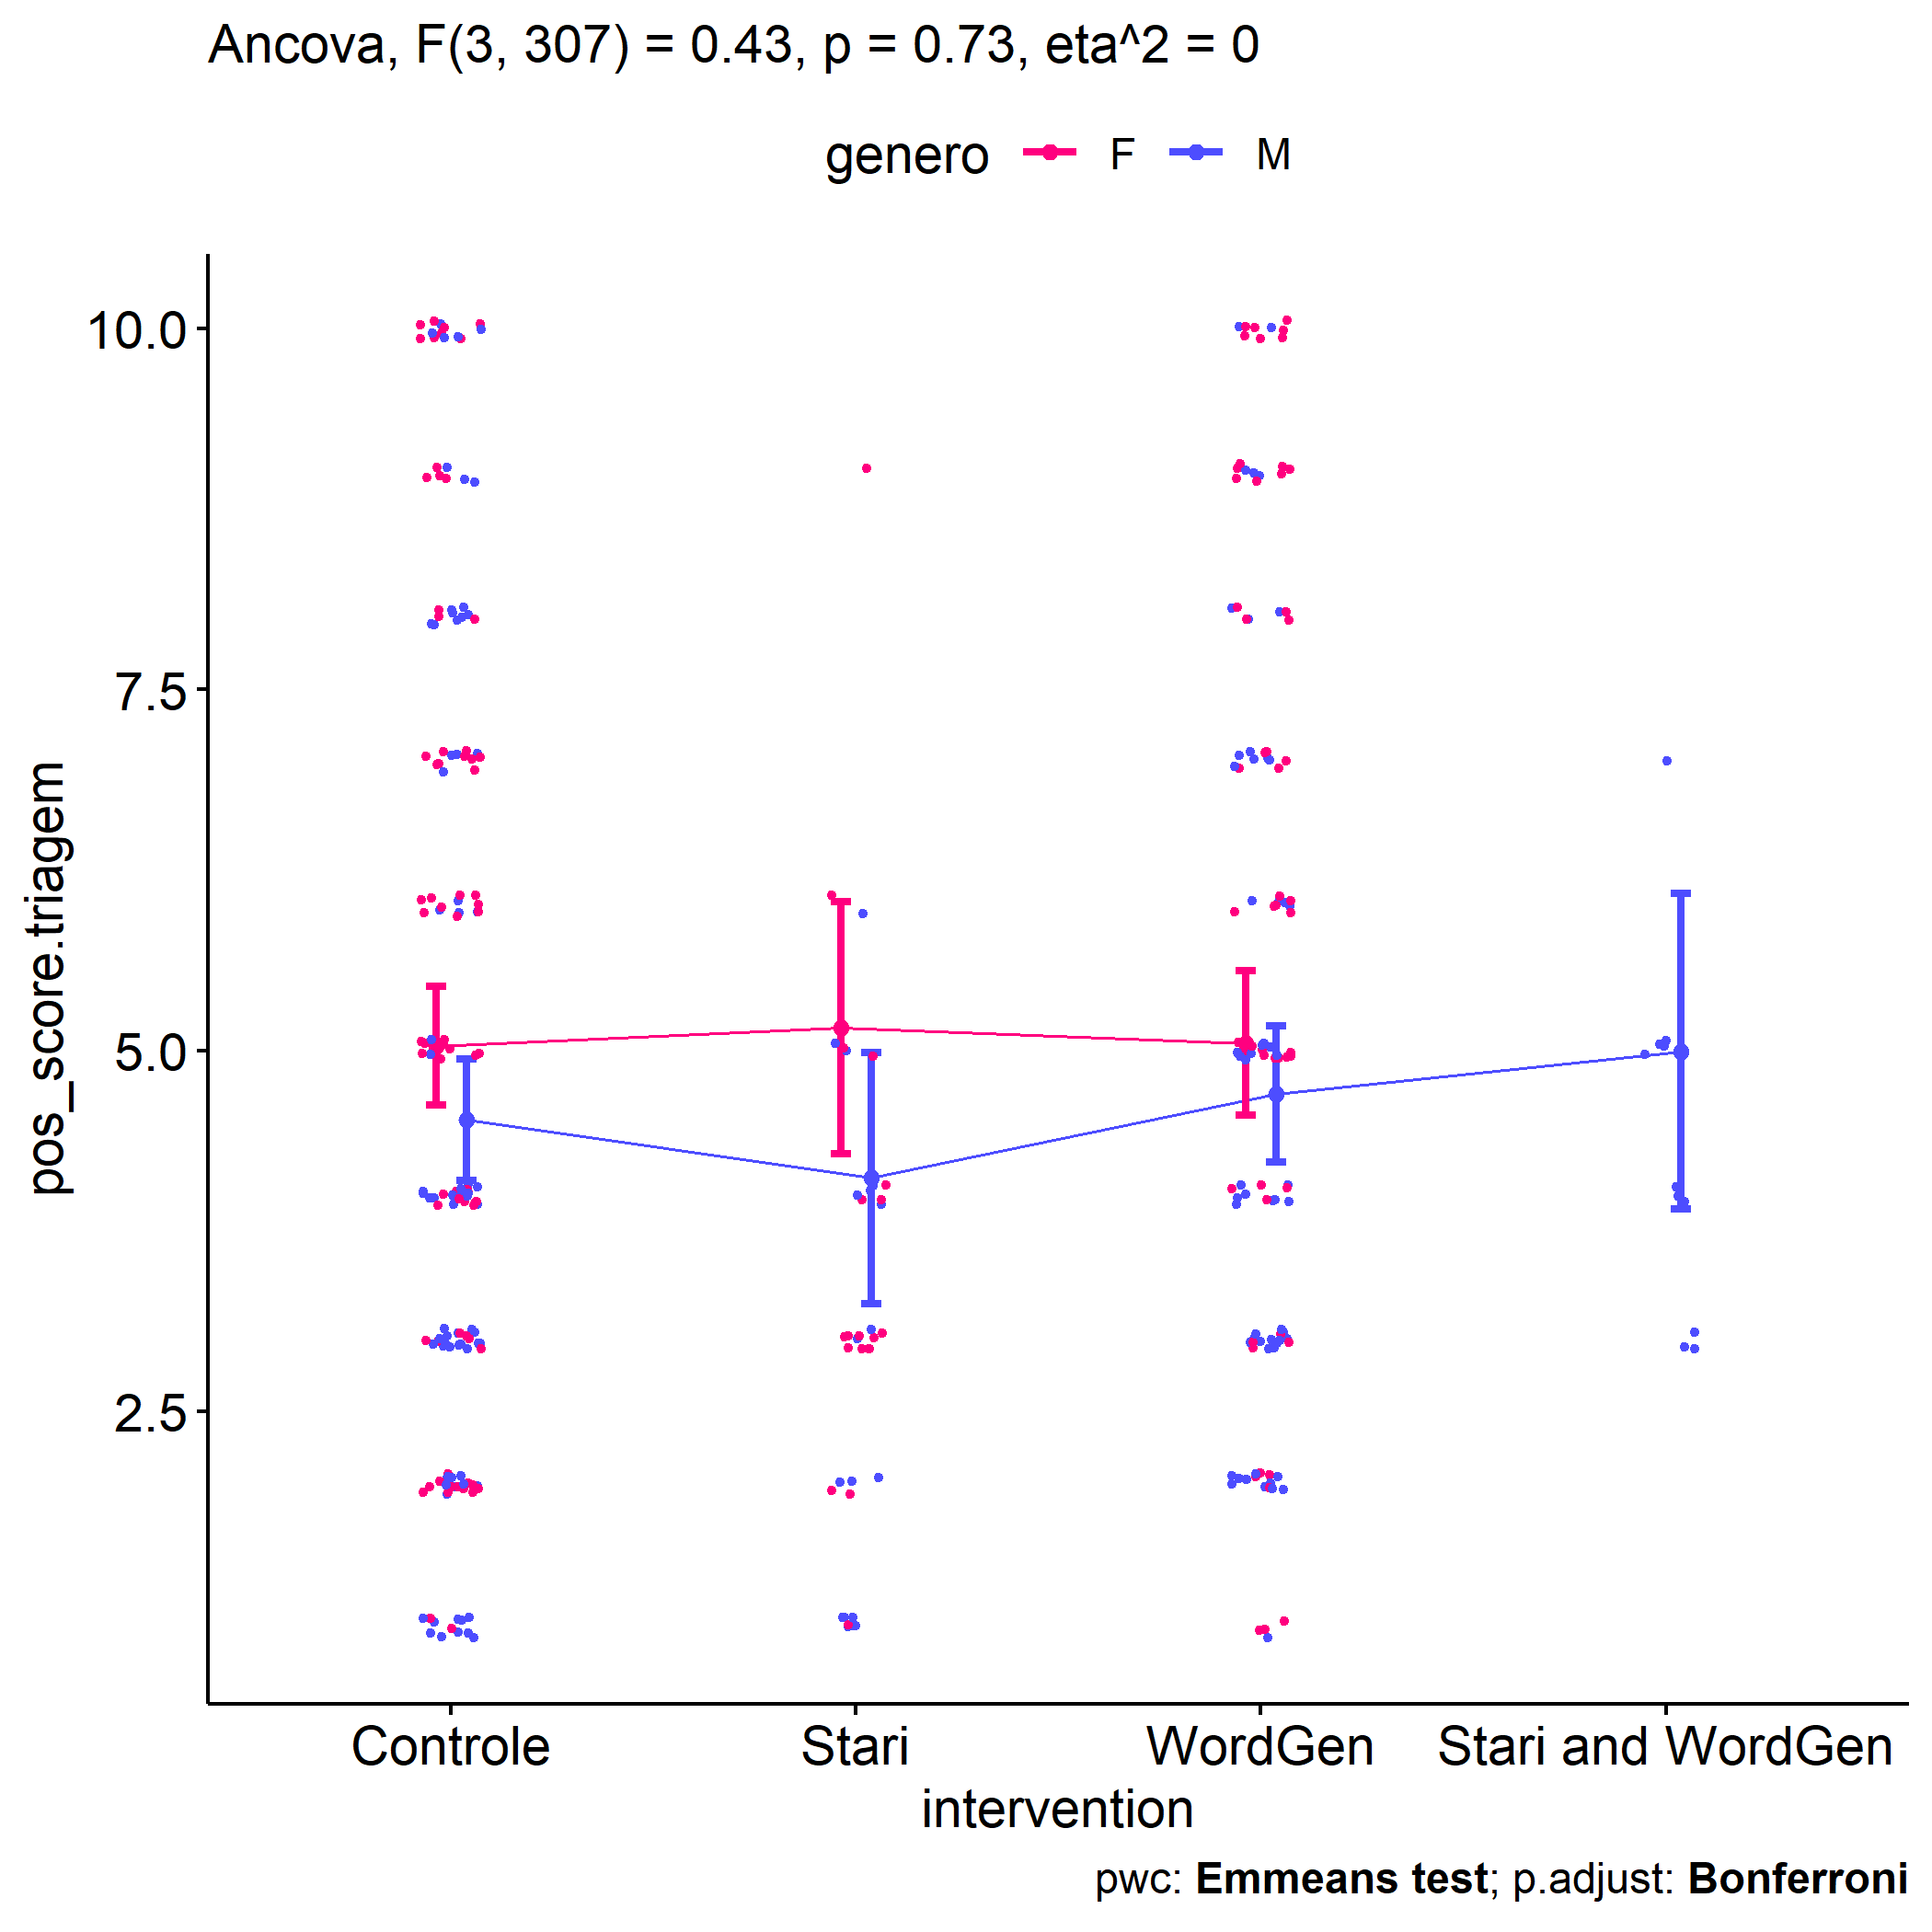 Ancova, F(3, 307) = 0.43, p = 0.73, eta^2 = 0
genero F M
10.0
7.5
5.0
2.5
pos_score.triagem
Controle Stari WordGen Stari and WordGen
intervention
pwc: Emmeans test; p.adjust: Bonferroni